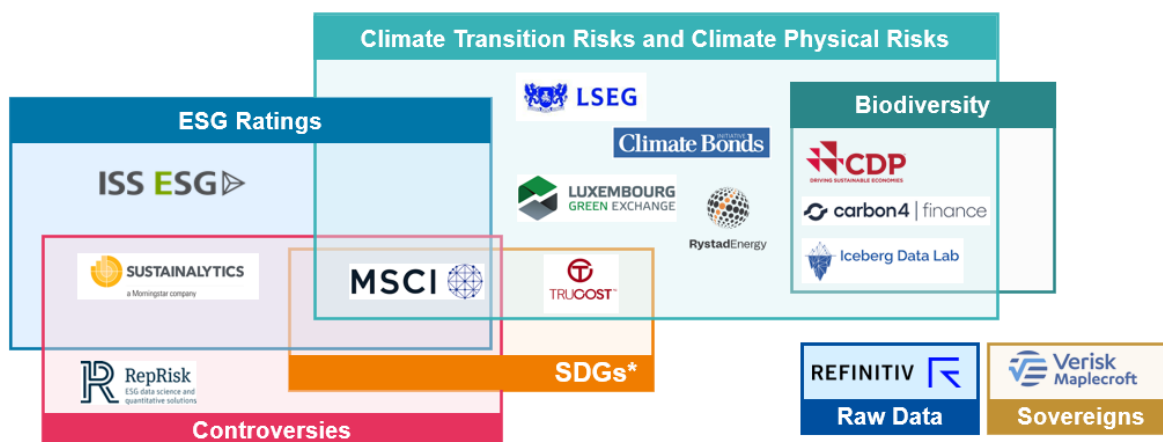 Climate Transition Risks and Climate Physical Risks
LSEG
Biodiversity
ESG Ratings
INITIATIVE
Climate Bonds
CDP
DRIVING SUSTAINABLE ECONOMIES
ISS ESG
LUXEMBOURG
GREEN EXCHANGE
carbon4 | finance
RystadEnergy
Iceberg Data Lab
SUSTAINALYTICS
a Morningstar company
MSCI
TRUCOST™
SDGs*
RepRisk
ESG data science and
quantitative solutions
Controversies
REFINITIV
Raw Data
Verisk
Maplecroft
Sovereigns